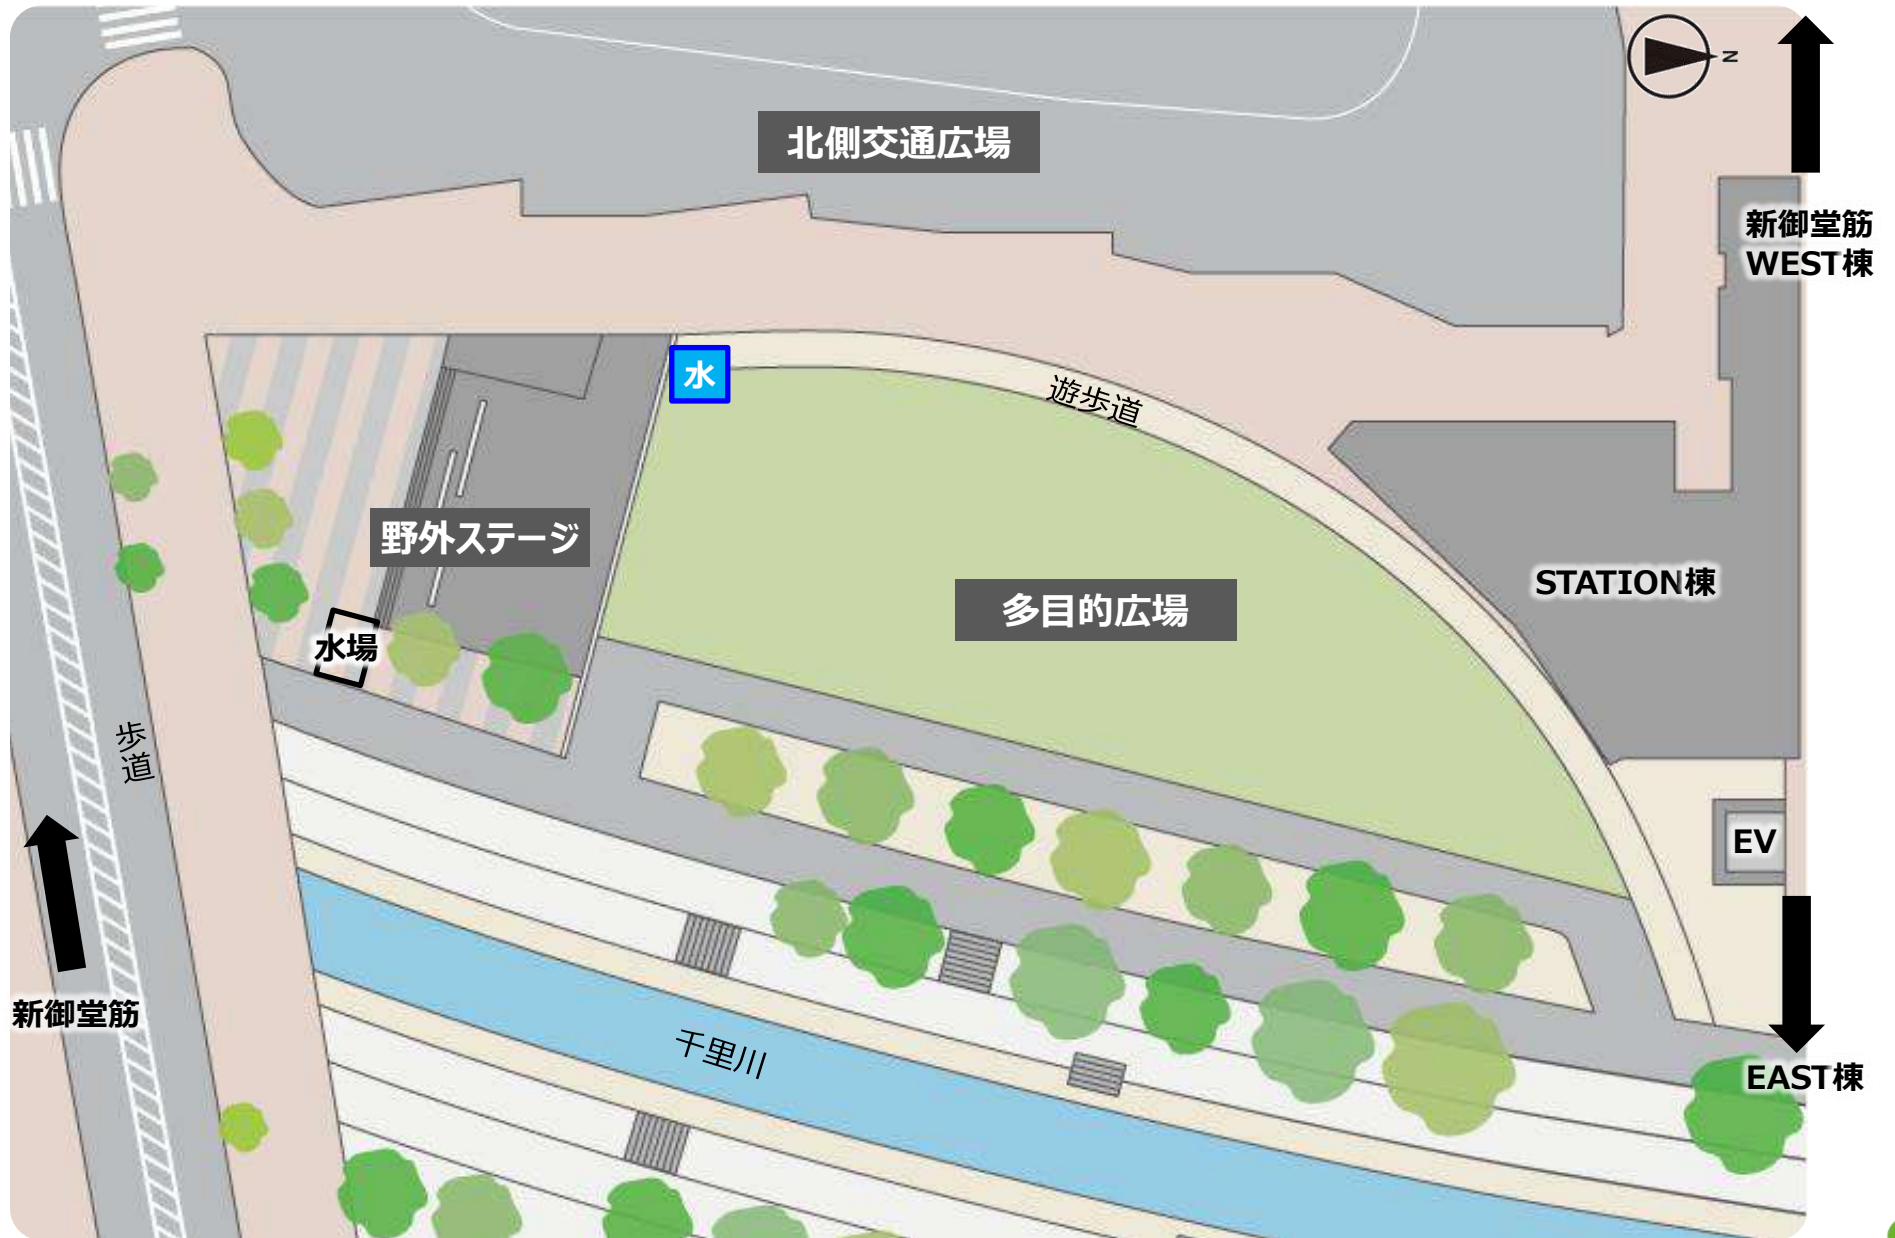 N
北側交通広場
新御堂筋
WEST棟
水
遊歩道
野外ステージ
STATION棟
多目的広場
水場
歩道
EV
新御堂筋
千里川
EAST棟